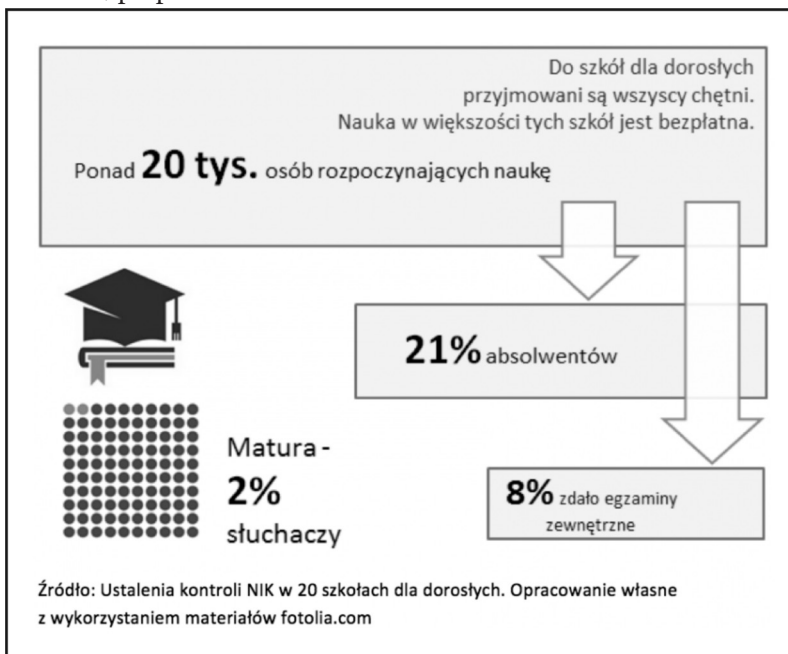 Do szkół dla dorosłych
przyjmowani są wszyscy chętni.
Nauka w większości tych szkół jest bezpłatna.
Ponad 20 tys. osób rozpoczynających naukę
21% absolwentów
Matura -
2%
słuchaczy
8% zdało egzaminy
zewnętrzne
Źródło: Ustalenia kontroli NIK w 20 szkołach dla dorosłych. Opracowanie własne
z wykorzystaniem materiałów fotolia.com